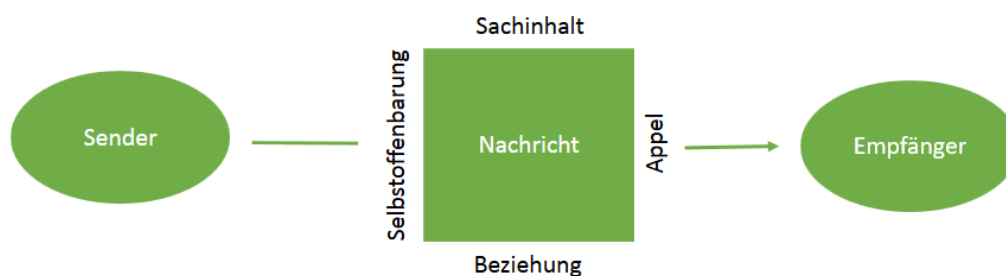 Sachinhalt
Sender
Selbstoffenbarung
Nachricht
Appel
Empfänger
Beziehung